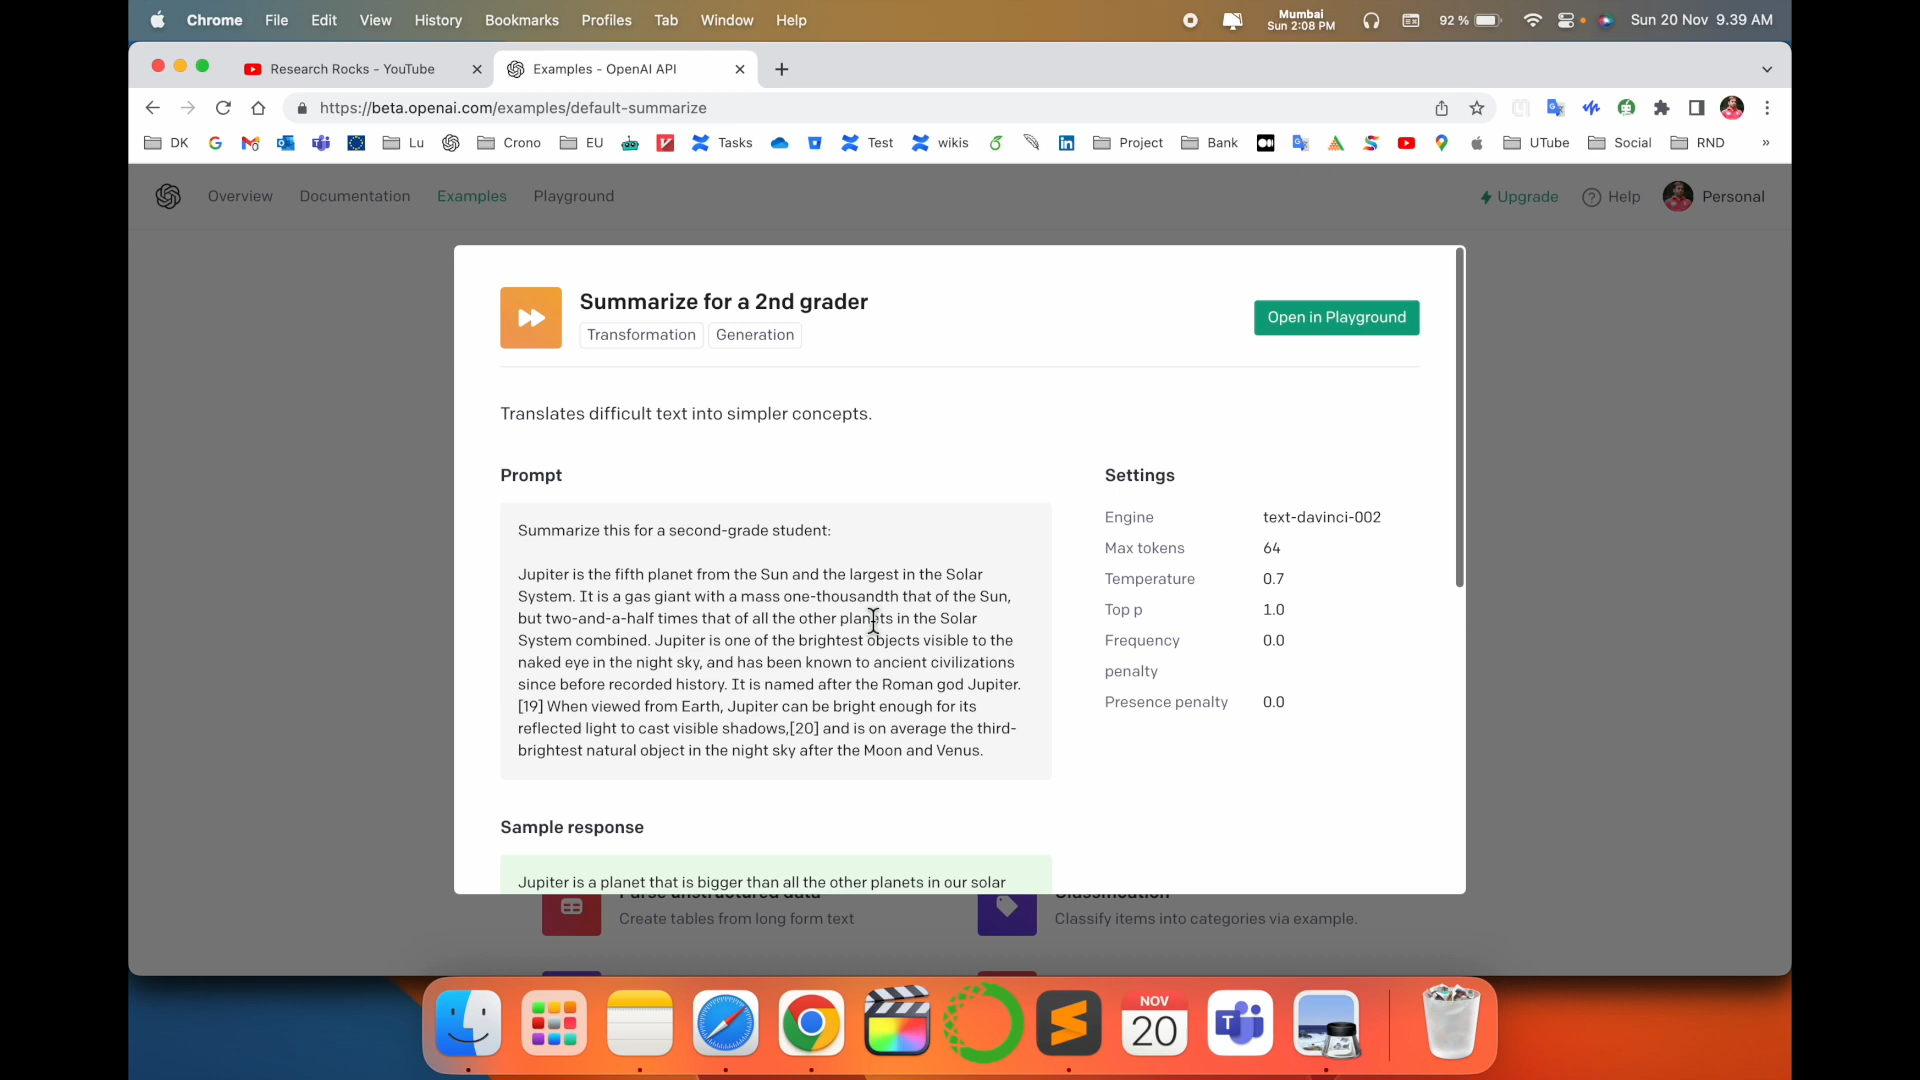 Chrome File Edit View History Bookmarks Profiles Tab Window Help
Mumbai
Sun 2:08 PM
92 %
Sun 20 Nov 9.39 AM
Research Rocks - YouTube
Examples - OpenAI API
https://beta.openai.com/examples/default-summarize
DK Lu Crono EU Tasks Test wikis Project Bank UTube Social RND »
Overview Documentation Examples Playground Upgrade Help Personal
Summarize for a 2nd grader
Transformation Generation
Open in Playground
Translates difficult text into simpler concepts.
Prompt
Summarize this for a second-grade student:
Jupiter is the fifth planet from the Sun and the largest in the Solar
System. It is a gas giant with a mass one-thousandth that of the Sun,
but two-and-a-half times that of all the other planets in the Solar
System combined. Jupiter is one of the brightest objects visible to the
naked eye in the night sky, and has been known to ancient civilizations
since before recorded history. It is named after the Roman god Jupiter.
[19] When viewed from Earth, Jupiter can be bright enough for its
reflected light to cast visible shadows,[20] and is on average the third-
brightest natural object in the night sky after the Moon and Venus.
Settings
Engine text-davinci-002
Max tokens 64
Temperature 0.7
Top p 1.0
Frequency 0.0
penalty
Presence penalty 0.0
Sample response
Jupiter is a planet that is bigger than all the other planets in our solar
Parse unstructured data
Create tables from long form text
Classification
Classify items into categories via example.
NOV
20